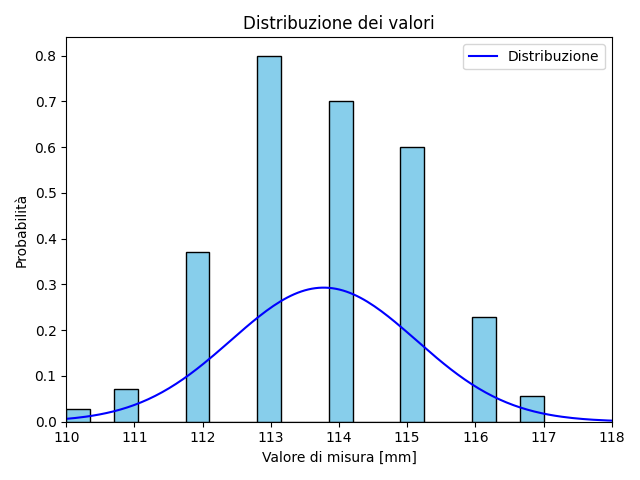 Distribuzione dei valori
Distribuzione
0.8
0.7
0.6
0.5
0.4
0.3
0.2
0.1
0.0
Probabilità
110 111 112 113 114 115 116 117 118
Valore di misura [mm]